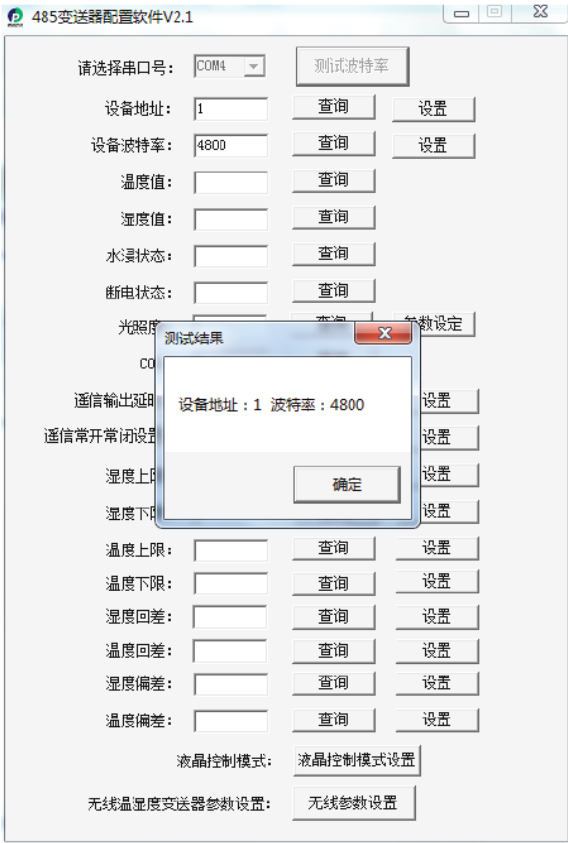 485变送器配置软件V2.1
请选择串口号: COM4 测试波特率
设备地址: 1 查询 设置
设备波特率: 4800 查询 设置
温度值: 查询
湿度值: 查询
水浸状态: 查询
断电状态: 查询
光照度 查询 参数设定
测试结果
CO
设备地址：1 波特率：4800
遥信输出延时 设置
遥信常开常闭设置 设置
湿度上限 设置
确定
湿度下限 设置
温度上限: 查询 设置
温度下限: 查询 设置
湿度回差: 查询 设置
温度回差: 查询 设置
湿度偏差: 查询 设置
温度偏差: 查询 设置
液晶控制模式: 液晶控制模式设置
无线温湿度变送器参数设置: 无线参数设置